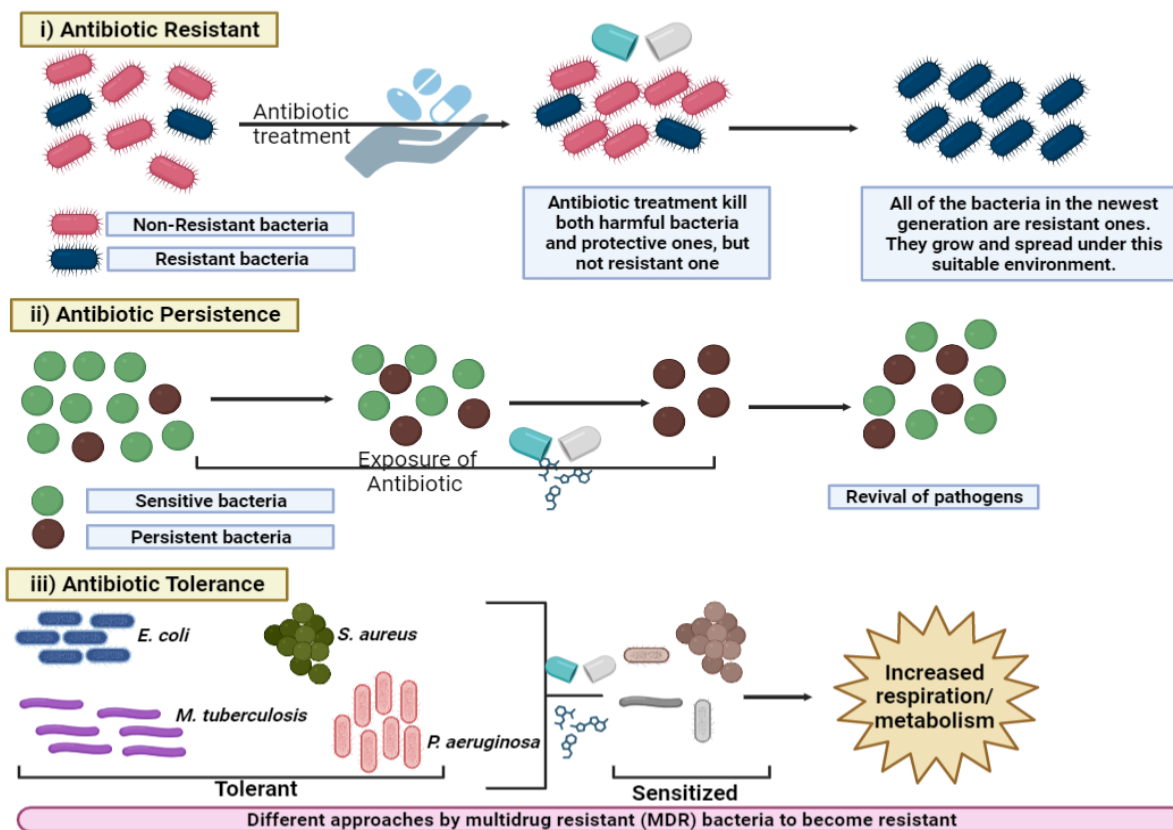 i) Antibiotic Resistant
Antibiotic
treatment
Non-Resistant bacteria
Resistant bacteria
Antibiotic treatment kill
both harmful bacteria
and protective ones, but
not resistant one
All of the bacteria in the newest
generation are resistant ones.
They grow and spread under this
suitable environment.
ii) Antibiotic Persistence
Exposure of
Antibiotic
Sensitive bacteria
Persistent bacteria
Revival of pathogens
iii) Antibiotic Tolerance
E. coli
S. aureus
M. tuberculosis
P. aeruginosa
Tolerant
Sensitized
Increased
respiration/
metabolism
Different approaches by multidrug resistant (MDR) bacteria to become resistant